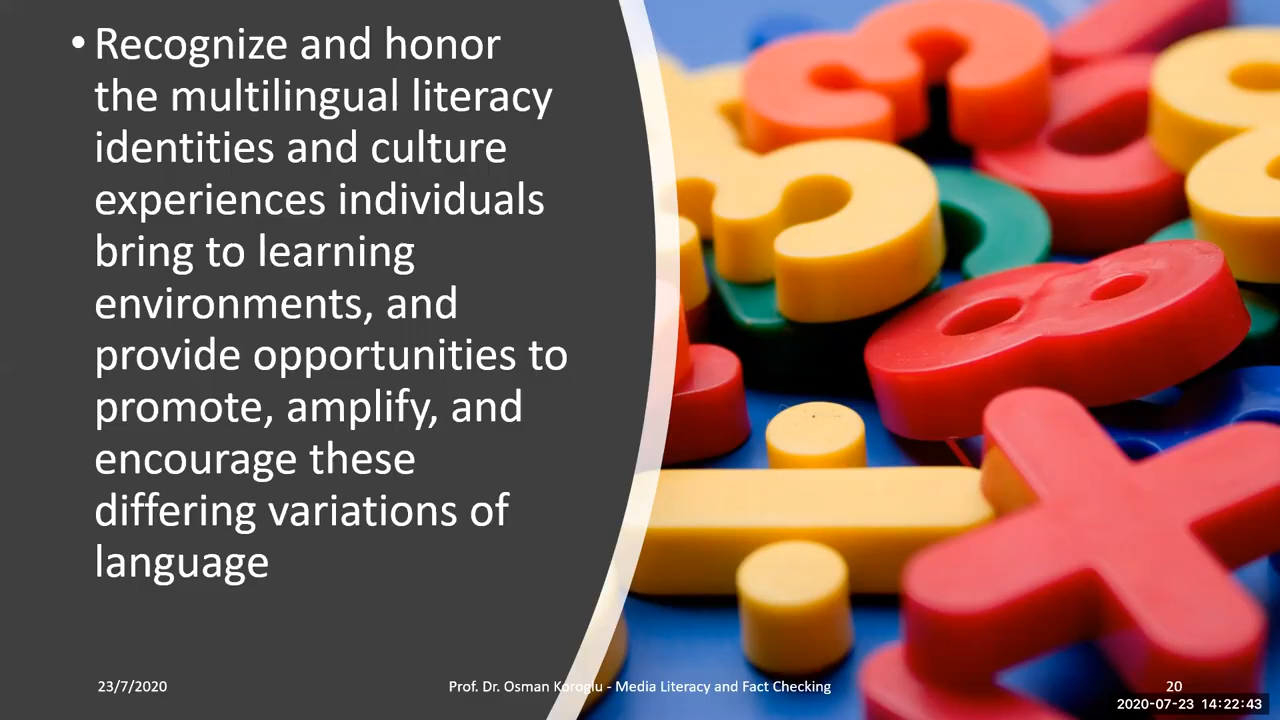 • Recognize and honor
the multilingual literacy
identities and culture
experiences individuals
bring to learning
environments, and
provide opportunities to
promote, amplify, and
encourage these
differing variations of
language
23/7/2020
Prof. Dr. Osman Koroglu - Media Literacy and Fact Checking
20
2020-07-23 14:22:43